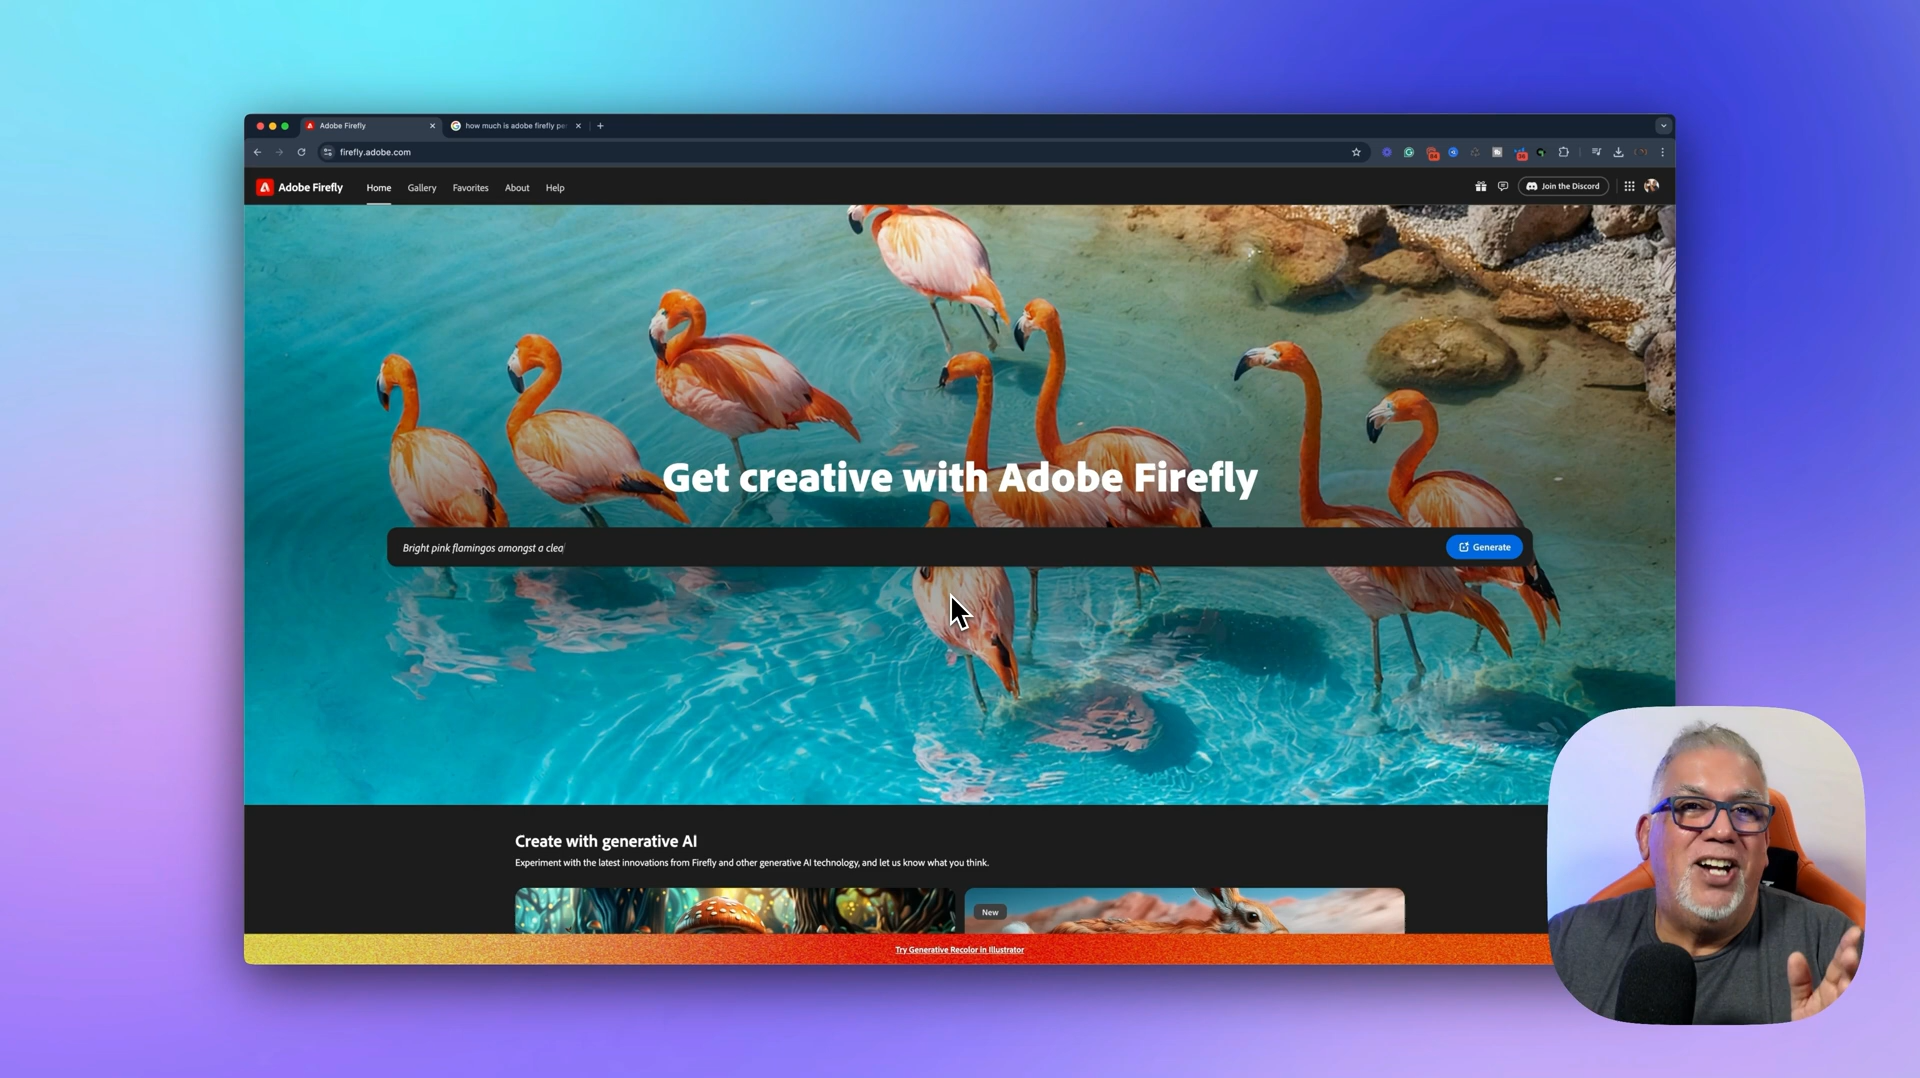 Adobe Firefly
how much is adobe firefly per
firefly.adobe.com
Adobe Firefly
Home
Gallery
Favorites
About
Help
Join the Discord
Get creative with Adobe Firefly
Bright pink flamingos amongst a clea
Generate
Create with generative AI
Experiment with the latest innovations from Firefly and other generative AI technology, and let us know what you think.
New
Try Generative Recolor in Illustrator